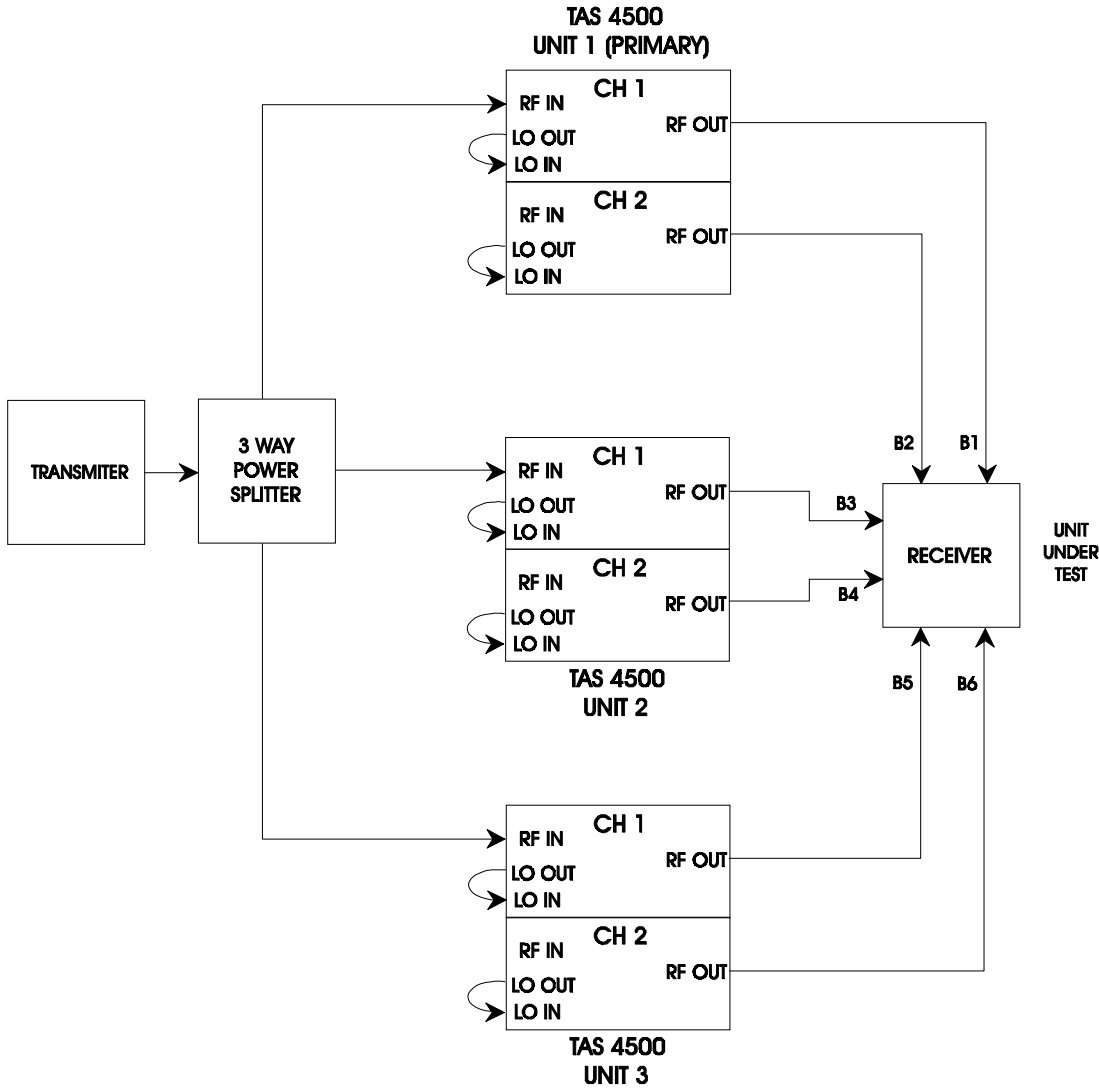 TAS 4500
UNIT 1 (PRIMARY)
CH 1
RF IN
RF OUT
LO OUT
LO IN
CH 2
RF IN
RF OUT
LO OUT
LO IN
TRANSMITER
3 WAY
POWER
SPLITTER
CH 1
RF IN
RF OUT
LO OUT
LO IN
CH 2
RF IN
RF OUT
LO OUT
LO IN
TAS 4500
UNIT 2
B2
B1
B3
B4
RECEIVER
UNIT
UNDER
TEST
B5
B6
CH 1
RF IN
RF OUT
LO OUT
LO IN
CH 2
RF IN
RF OUT
LO OUT
LO IN
TAS 4500
UNIT 3